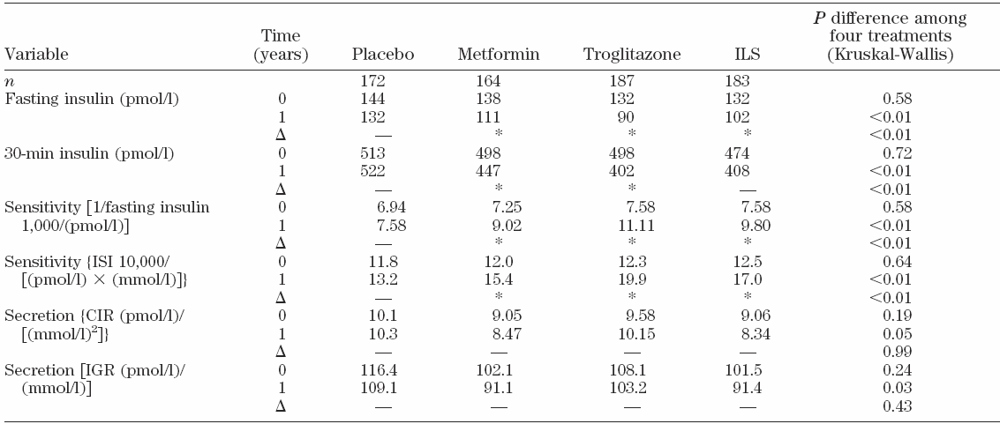 P difference among
Time four treatments
Variable (years) Placebo Metformin Troglitazone ILS (Kruskal-Wallis)
n 172 164 187 183
Fasting insulin (pmol/l) 0 144 138 132 132 0.58
1 132 111 90 102 <0.01
Δ — * * * <0.01
30-min insulin (pmol/l) 0 513 498 498 474 0.72
1 522 447 402 408 <0.01
Δ — * * — <0.01
Sensitivity [1/fasting insulin 0 6.94 7.25 7.58 7.58 0.58
1,000/(pmol/l)] 1 7.58 9.02 11.11 9.80 <0.01
Δ — * * * <0.01
Sensitivity {ISI 10,000/ 0 11.8 12.0 12.3 12.5 0.64
[(pmol/l) × (mmol/l)]} 1 13.2 15.4 19.9 17.0 <0.01
Δ — * * * <0.01
Secretion {CIR (pmol/l)/ 0 10.1 9.05 9.58 9.06 0.19
[(mmol/l)²]} 1 10.3 8.47 10.15 8.34 0.05
Δ — — — — 0.99
Secretion [IGR (pmol/l)/ 0 116.4 102.1 108.1 101.5 0.24
(mmol/l)] 1 109.1 91.1 103.2 91.4 0.03
Δ — — — — 0.43